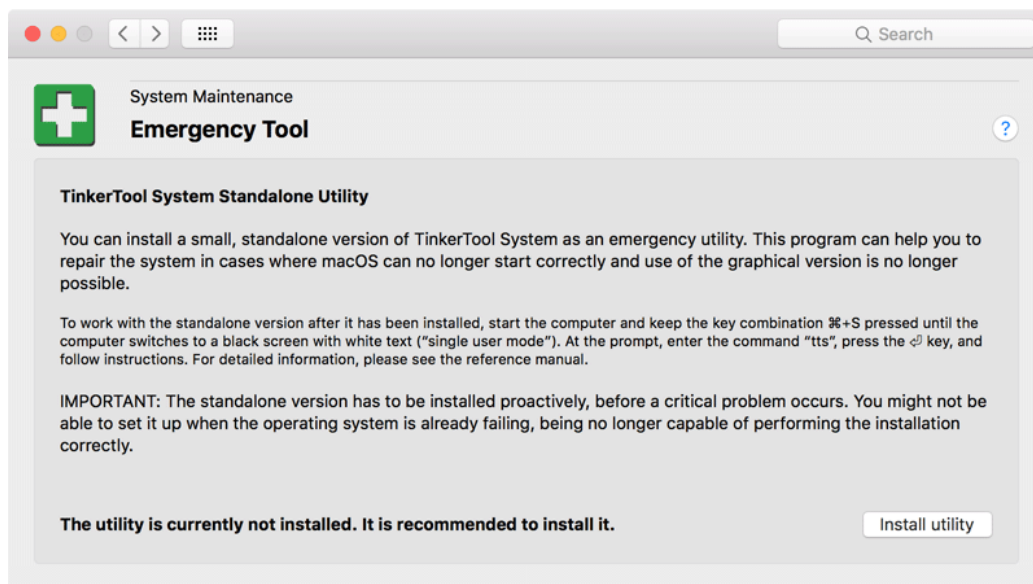 Search
System Maintenance
Emergency Tool
?
TinkerTool System Standalone Utility
You can install a small, standalone version of TinkerTool System as an emergency utility. This program can help you to
repair the system in cases where macOS can no longer start correctly and use of the graphical version is no longer
possible.
To work with the standalone version after it has been installed, start the computer and keep the key combination ⌘+S pressed until the
computer switches to a black screen with white text (“single user mode”). At the prompt, enter the command “tts”, press the ⏎ key, and
follow instructions. For detailed information, please see the reference manual.
IMPORTANT: The standalone version has to be installed proactively, before a critical problem occurs. You might not be
able to set it up when the operating system is already failing, being no longer capable of performing the installation
correctly.
The utility is currently not installed. It is recommended to install it.
Install utility